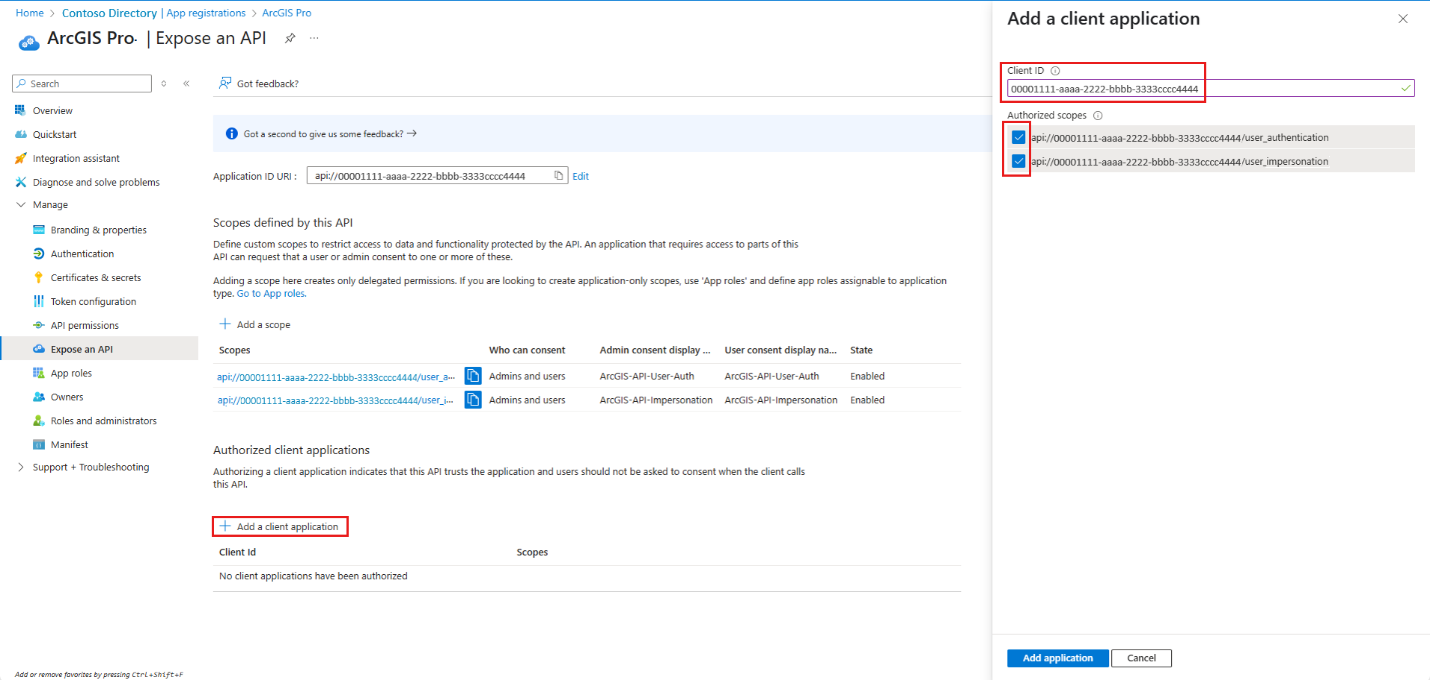 Home > Contoso Directory | App registrations > ArcGIS Pro
ArcGIS Pro· | Expose an API ···
Search
Overview
Quickstart
Integration assistant
Diagnose and solve problems
Manage
Branding & properties
Authentication
Certificates & secrets
Token configuration
API permissions
Expose an API
App roles
Owners
Roles and administrators
Manifest
Support + Troubleshooting
Add or remove favorites by pressing Ctrl+Shift+F
Got feedback?
Got a second to give us some feedback? →
Application ID URI : api://00001111-aaaa-2222-bbbb-3333cccc4444 Edit
Scopes defined by this API
Define custom scopes to restrict access to data and functionality protected by the API. An application that requires access to parts of this
API can request that a user or admin consent to one or more of these.
Adding a scope here creates only delegated permissions. If you are looking to create application-only scopes, use 'App roles' and define app roles assignable to application
type. Go to App roles.
Add a scope
Scopes Who can consent Admin consent display ... User consent display na... State
api://00001111-aaaa-2222-bbbb-3333cccc4444/user_a... Admins and users ArcGIS-API-User-Auth ArcGIS-API-User-Auth Enabled
api://00001111-aaaa-2222-bbbb-3333cccc4444/user_i... Admins and users ArcGIS-API-Impersonation ArcGIS-API-Impersonation Enabled
Authorized client applications
Authorizing a client application indicates that this API trusts the application and users should not be asked to consent when the client calls
this API.
Add a client application
Client Id Scopes
No client applications have been authorized
Add a client application
Client ID
00001111-aaaa-2222-bbbb-3333cccc4444
Authorized scopes
api://00001111-aaaa-2222-bbbb-3333cccc4444/user_authentication
api://00001111-aaaa-2222-bbbb-3333cccc4444/user_impersonation
Add application Cancel